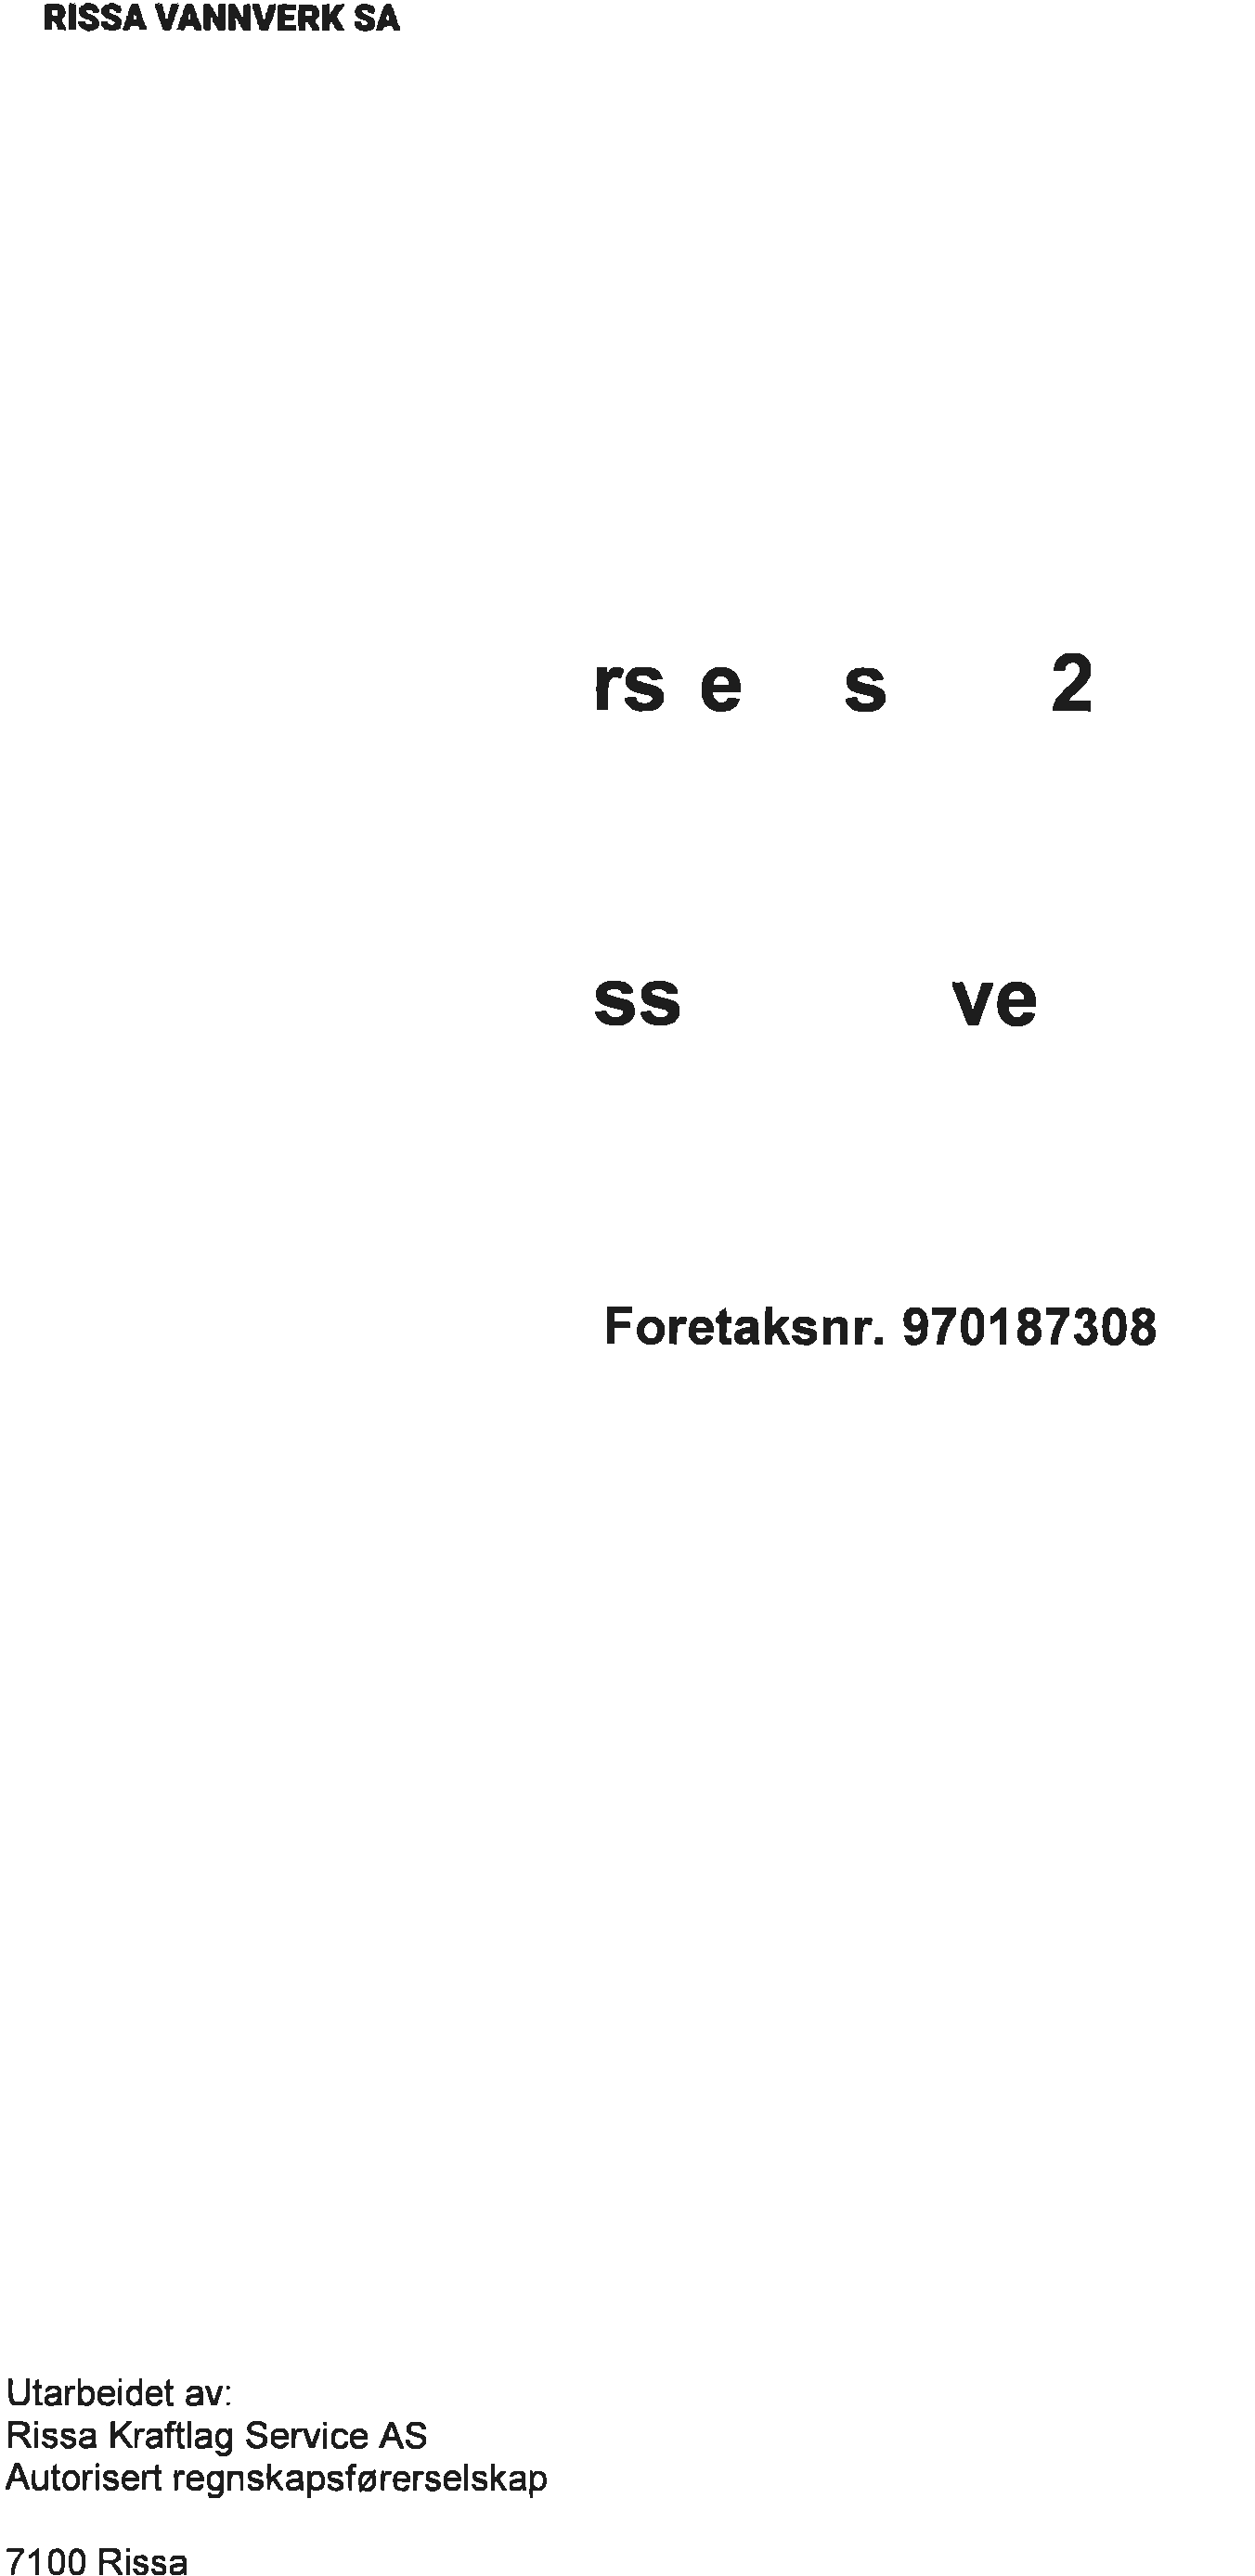 RISSA VANNVERK SA
rs e s 2
ss ve
Foretaksnr. 970187308
Utarbeidet av:
Rissa Kraftlag Service AS
Autorisert regnskapsførerselskap
7100 Rissa